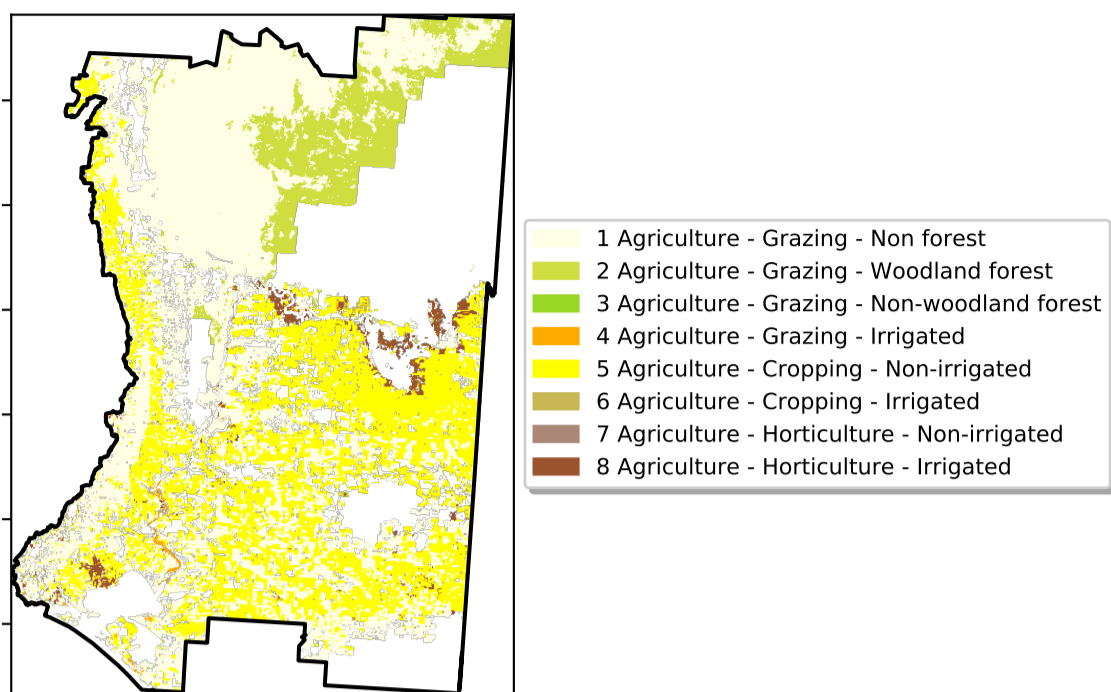 1 Agriculture - Grazing - Non forest
2 Agriculture - Grazing - Woodland forest
3 Agriculture - Grazing - Non-woodland forest
4 Agriculture - Grazing - Irrigated
5 Agriculture - Cropping - Non-irrigated
6 Agriculture - Cropping - Irrigated
7 Agriculture - Horticulture - Non-irrigated
8 Agriculture - Horticulture - Irrigated